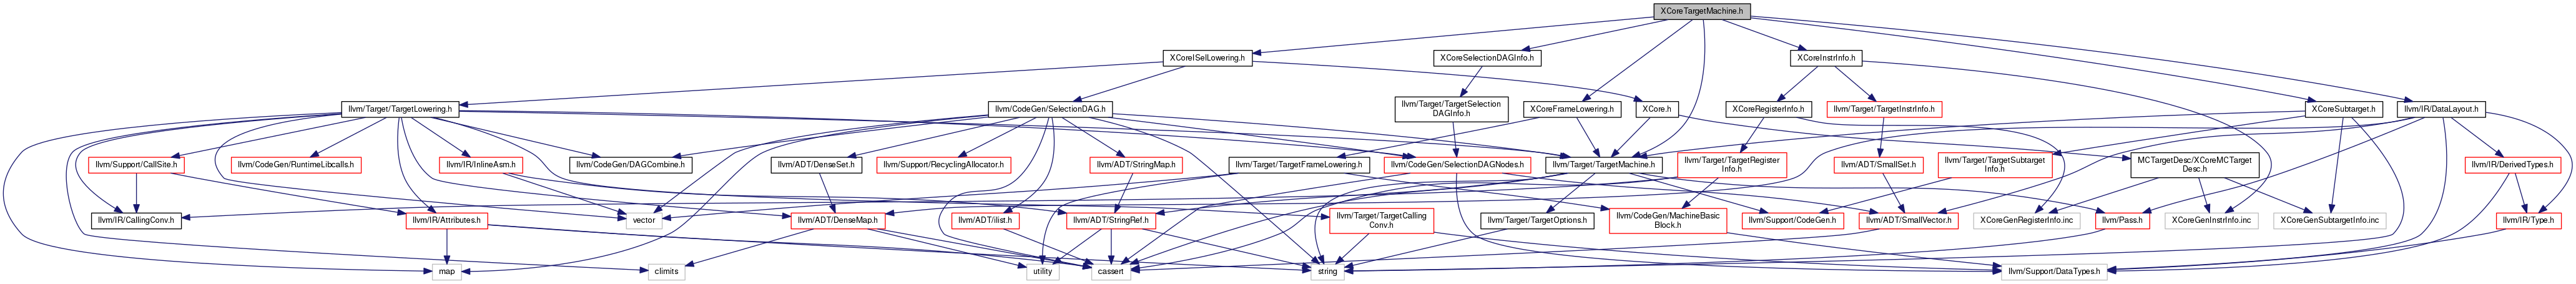 XCoreTargetMachine.h
XCoreISelLowering.h
XCoreSelectionDAGInfo.h
XCoreInstrInfo.h
llvm/Target/TargetLowering.h
llvm/CodeGen/SelectionDAG.h
llvm/Target/TargetSelection
DAGInfo.h
XCoreFrameLowering.h
XCore.h
XCoreRegisterInfo.h
llvm/Target/TargetInstrInfo.h
XCoreSubtarget.h
llvm/IR/DataLayout.h
llvm/Support/CallSite.h
llvm/CodeGen/RuntimeLibcalls.h
llvm/IR/InlineAsm.h
llvm/CodeGen/DAGCombine.h
llvm/ADT/DenseSet.h
llvm/Support/RecyclingAllocator.h
llvm/ADT/StringMap.h
llvm/Target/TargetFrameLowering.h
llvm/CodeGen/SelectionDAGNodes.h
llvm/Target/TargetMachine.h
llvm/Target/TargetRegister
Info.h
llvm/ADT/SmallSet.h
llvm/Target/TargetSubtarget
Info.h
MCTargetDesc/XCoreMCTarget
Desc.h
llvm/IR/DerivedTypes.h
llvm/IR/CallingConv.h
llvm/IR/Attributes.h
vector
llvm/ADT/DenseMap.h
llvm/ADT/ilist.h
llvm/ADT/StringRef.h
llvm/Target/TargetCalling
Conv.h
llvm/Target/TargetOptions.h
llvm/CodeGen/MachineBasic
Block.h
llvm/Support/CodeGen.h
llvm/ADT/SmallVector.h
XCoreGenRegisterInfo.inc
llvm/Pass.h
XCoreGenInstrInfo.inc
XCoreGenSubtargetInfo.inc
llvm/IR/Type.h
map
climits
utility
cassert
string
llvm/Support/DataTypes.h